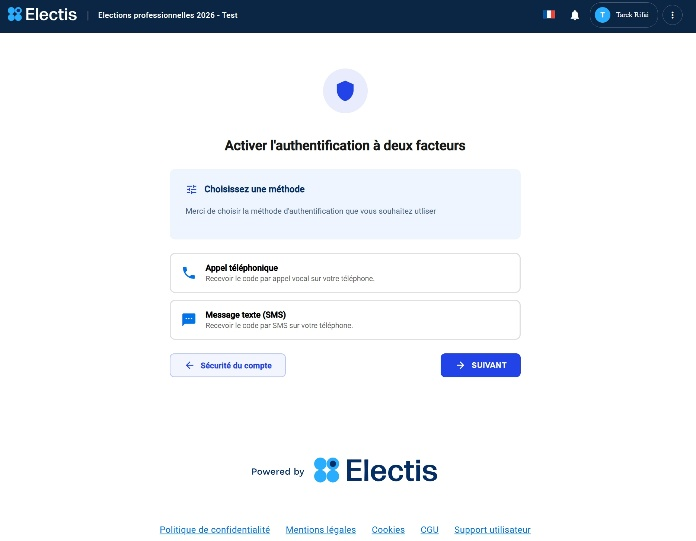 Electis
Elections professionnelles 2026 - Test
T
Tarek Rifai
Activer l'authentification à deux facteurs
Choisissez une méthode
Merci de choisir la méthode d'authentification que vous souhaitez utliser
Appel téléphonique
Recevoir le code par appel vocal sur votre téléphone.
Message texte (SMS)
Recevoir le code par SMS sur votre téléphone.
Sécurité du compte
SUIVANT
Powered by Electis
Politique de confidentialité Mentions légales Cookies CGU Support utilisateur